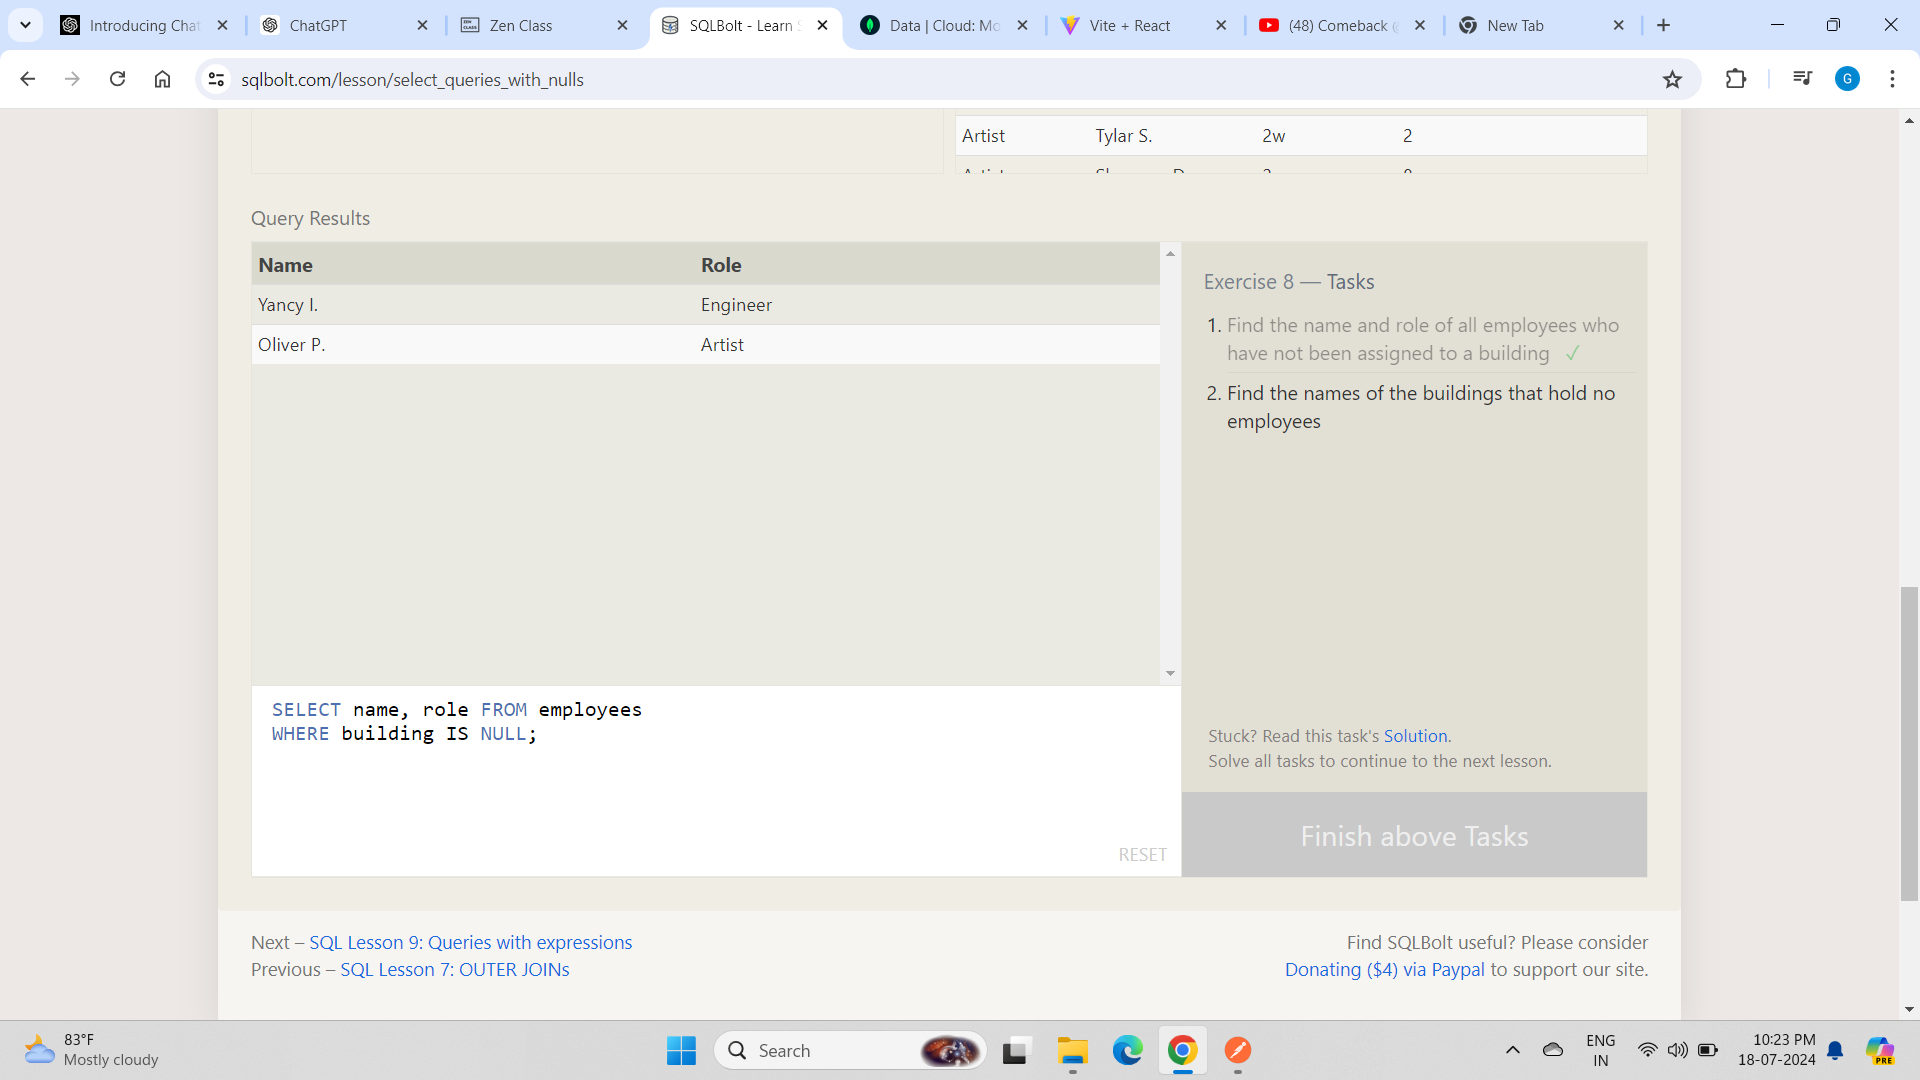 Introducing Chat
ChatGPT
Zen Class
SQLBolt - Learn S
Data | Cloud: Mo
Vite + React
(48) Comeback
New Tab
sqlbolt.com/lesson/select_queries_with_nulls
G
Artist Tylar S. 2w 2
Query Results
Name Role
Yancy I. Engineer
Oliver P. Artist
Exercise 8 — Tasks
1. Find the name and role of all employees who
have not been assigned to a building ✓
2. Find the names of the buildings that hold no
employees
SELECT name, role FROM employees
WHERE building IS NULL;
RESET
Stuck? Read this task's Solution.
Solve all tasks to continue to the next lesson.
Finish above Tasks
Next – SQL Lesson 9: Queries with expressions
Previous – SQL Lesson 7: OUTER JOINs
Find SQLBolt useful? Please consider
Donating ($4) via Paypal to support our site.
83°F
Mostly cloudy
Search
ENG
IN
10:23 PM
18-07-2024
PRE